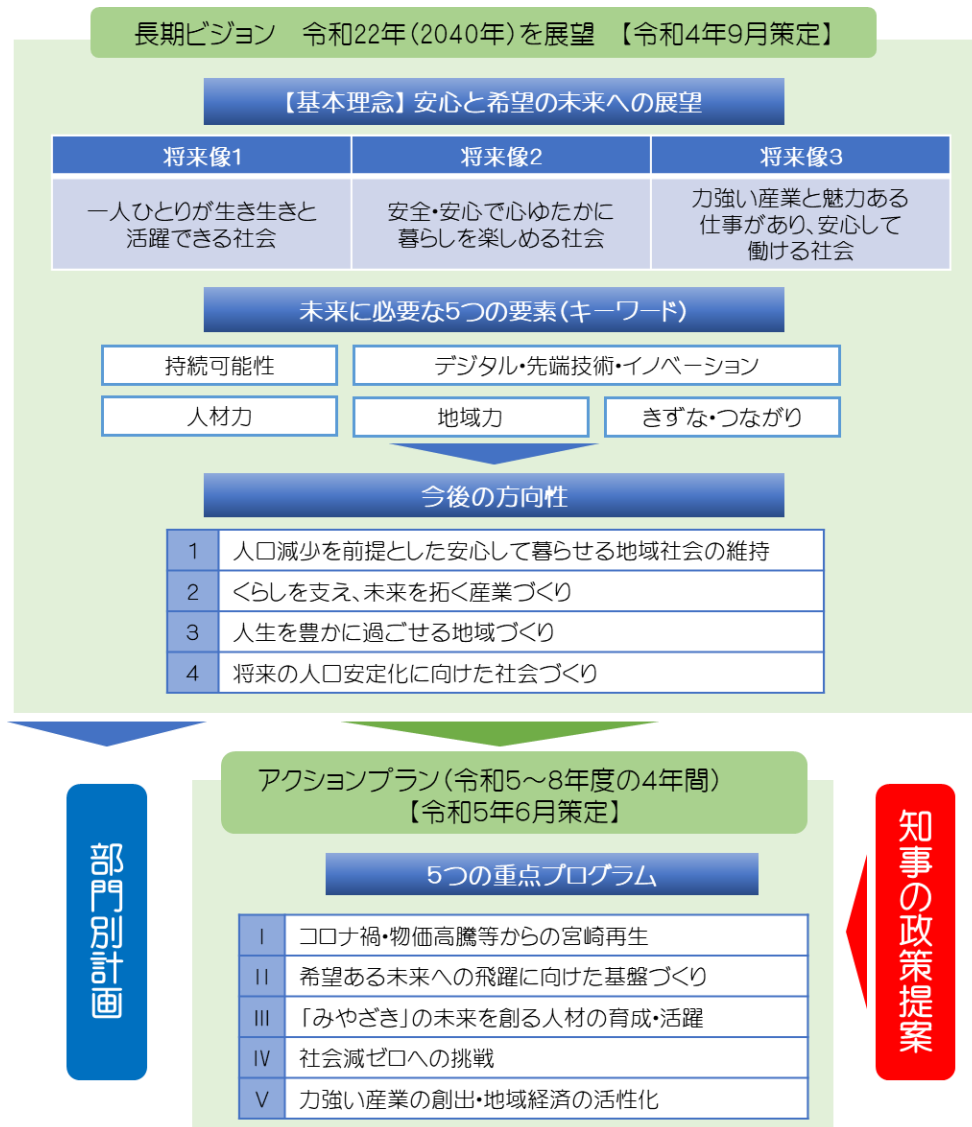 長期ビジョン 令和22年(2040年)を展望 【令和4年9月策定】
【基本理念】安心と希望の未来への展望
将来像1
将来像2
将来像3
一人ひとりが生き生きと
活躍できる社会
安全・安心で心ゆたかに
暮らしを楽しめる社会
力強い産業と魅力ある
仕事があり、安心して
働ける社会
未来に必要な5つの要素(キーワード)
持続可能性
デジタル・先端技術・イノベーション
人材力
地域力
きずな・つながり
今後の方向性
1 人口減少を前提とした安心して暮らせる地域社会の維持
2 くらしを支え、未来を拓く産業づくり
3 人生を豊かに過ごせる地域づくり
4 将来の人口安定化に向けた社会づくり
部門別計画
アクションプラン(令和5~8年度の4年間)
【令和5年6月策定】
5つの重点プログラム
Ⅰ コロナ禍・物価高騰等からの宮崎再生
Ⅱ 希望ある未来への飛躍に向けた基盤づくり
Ⅲ 「みやざき」の未来を創る人材の育成・活躍
Ⅳ 社会減ゼロへの挑戦
Ⅴ 力強い産業の創出・地域経済の活性化
知事の政策提案